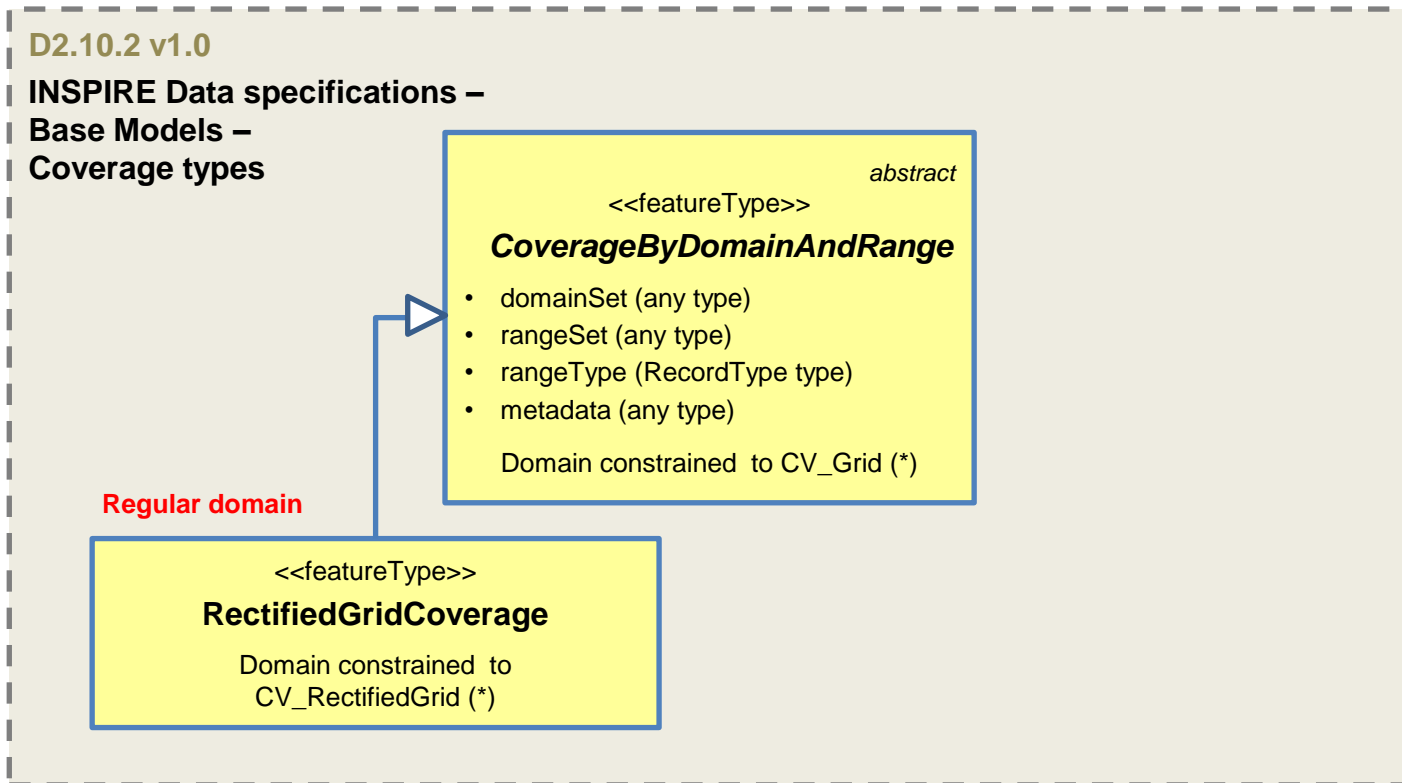 D2.10.2 v1.0
INSPIRE Data specifications –
Base Models –
Coverage types
abstract
<<featureType>>
CoverageByDomainAndRange
• domainSet (any type)
• rangeSet (any type)
• rangeType (RecordType type)
• metadata (any type)
Domain constrained to CV_Grid (*)
Regular domain
<<featureType>>
RectifiedGridCoverage
Domain constrained to
CV_RectifiedGrid (*)